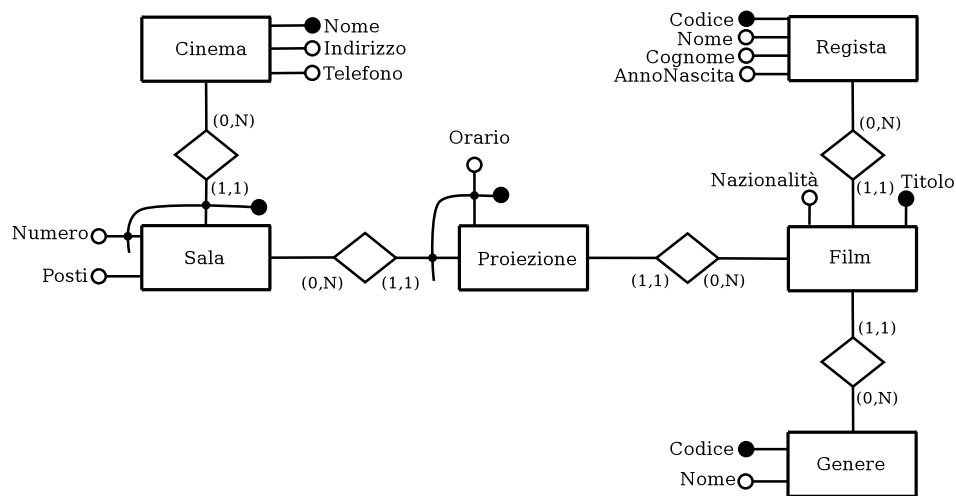 Cinema
Nome
Indirizzo
Telefono
Codice
Nome
Cognome
AnnoNascita
Regista
(0,N)
(0,N)
Orario
(1,1)
(1,1)
Nazionalità
Titolo
Numero
Posti
Sala
Proiezione
Film
(0,N)
(1,1)
(1,1)
(0,N)
(1,1)
(0,N)
Codice
Nome
Genere